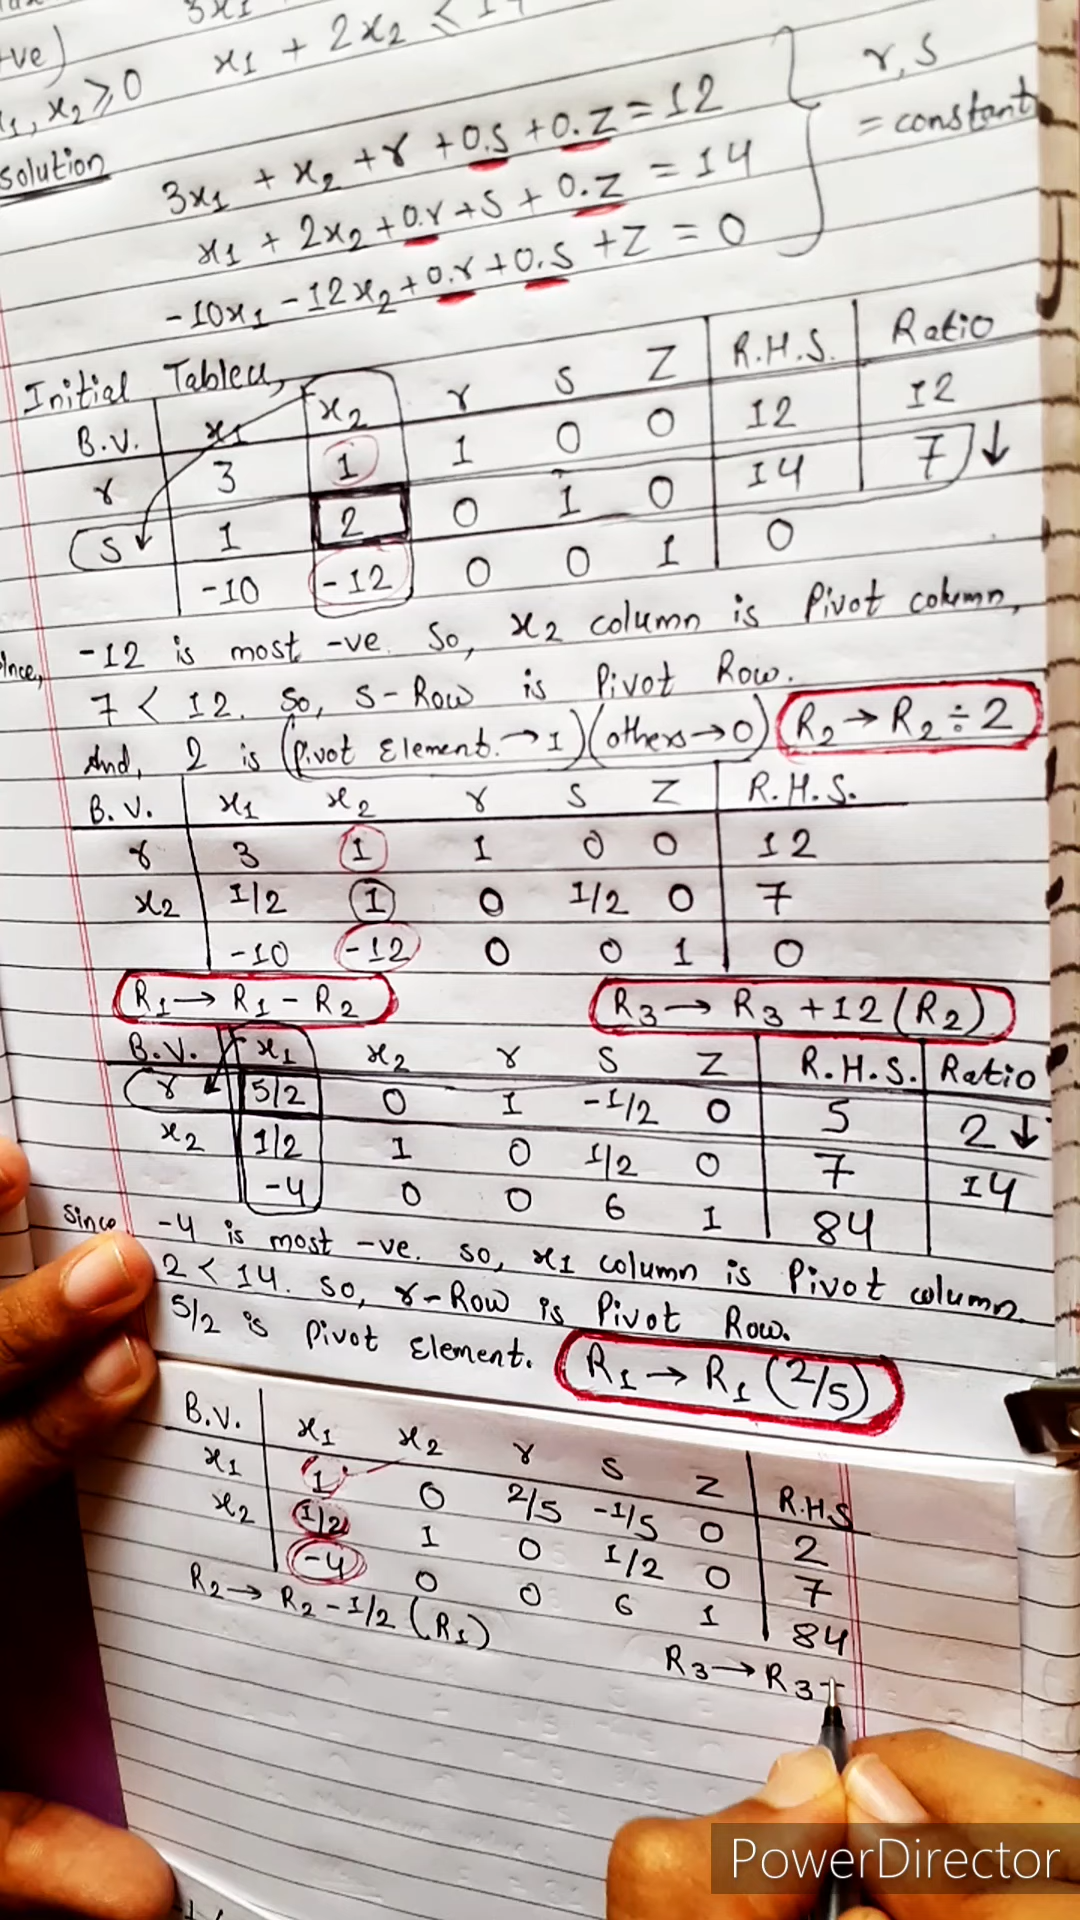 3x1
+ve)
x1 + 2x2 ≤ 14
x1, x2 ≥ 0
Solution
3x1 + x2 + r + 0.s + 0.Z = 12
x1 + 2x2 + 0.r + s + 0.Z = 14
-10x1 - 12x2 + 0.r + 0.s + Z = 0
r, s
= constant
Initial Tableu,
B.V. x1 x2 r s Z R.H.S. Ratio
r 3 1 1 0 0 12 12
s 1 2 0 1 0 14 7 ↓
-10 -12 0 0 1 0
Since, -12 is most -ve. So, x2 column is Pivot column,
7 < 12. So, s-Row is Pivot Row.
And, 2 is (Pivot Element. → 1) (others → 0) R2 → R2 ÷ 2
B.V. x1 x2 r s Z R.H.S.
r 3 1 1 0 0 12
x2 1/2 1 0 1/2 0 7
-10 -12 0 0 1 0
R1 → R1 - R2 R3 → R3 + 12 (R2)
B.V. x1 x2 r s Z R.H.S. Ratio
r 5/2 0 1 -1/2 0 5 2 ↓
x2 1/2 1 0 1/2 0 7 14
-4 0 0 6 1 84
Since -4 is most -ve. so, x1 column is Pivot column.
2 < 14. so, r-Row is Pivot Row.
5/2 is Pivot Element. R1 → R1 (2/5)
B.V. x1 x2 r s Z R.H.S
x1 1 0 2/5 -1/5 0 2
x2 1/2 1 0 1/2 0 7
-4 0 0 6 1 84
R2 → R2 - 1/2 (R1)
R3 → R3 +
PowerDirector